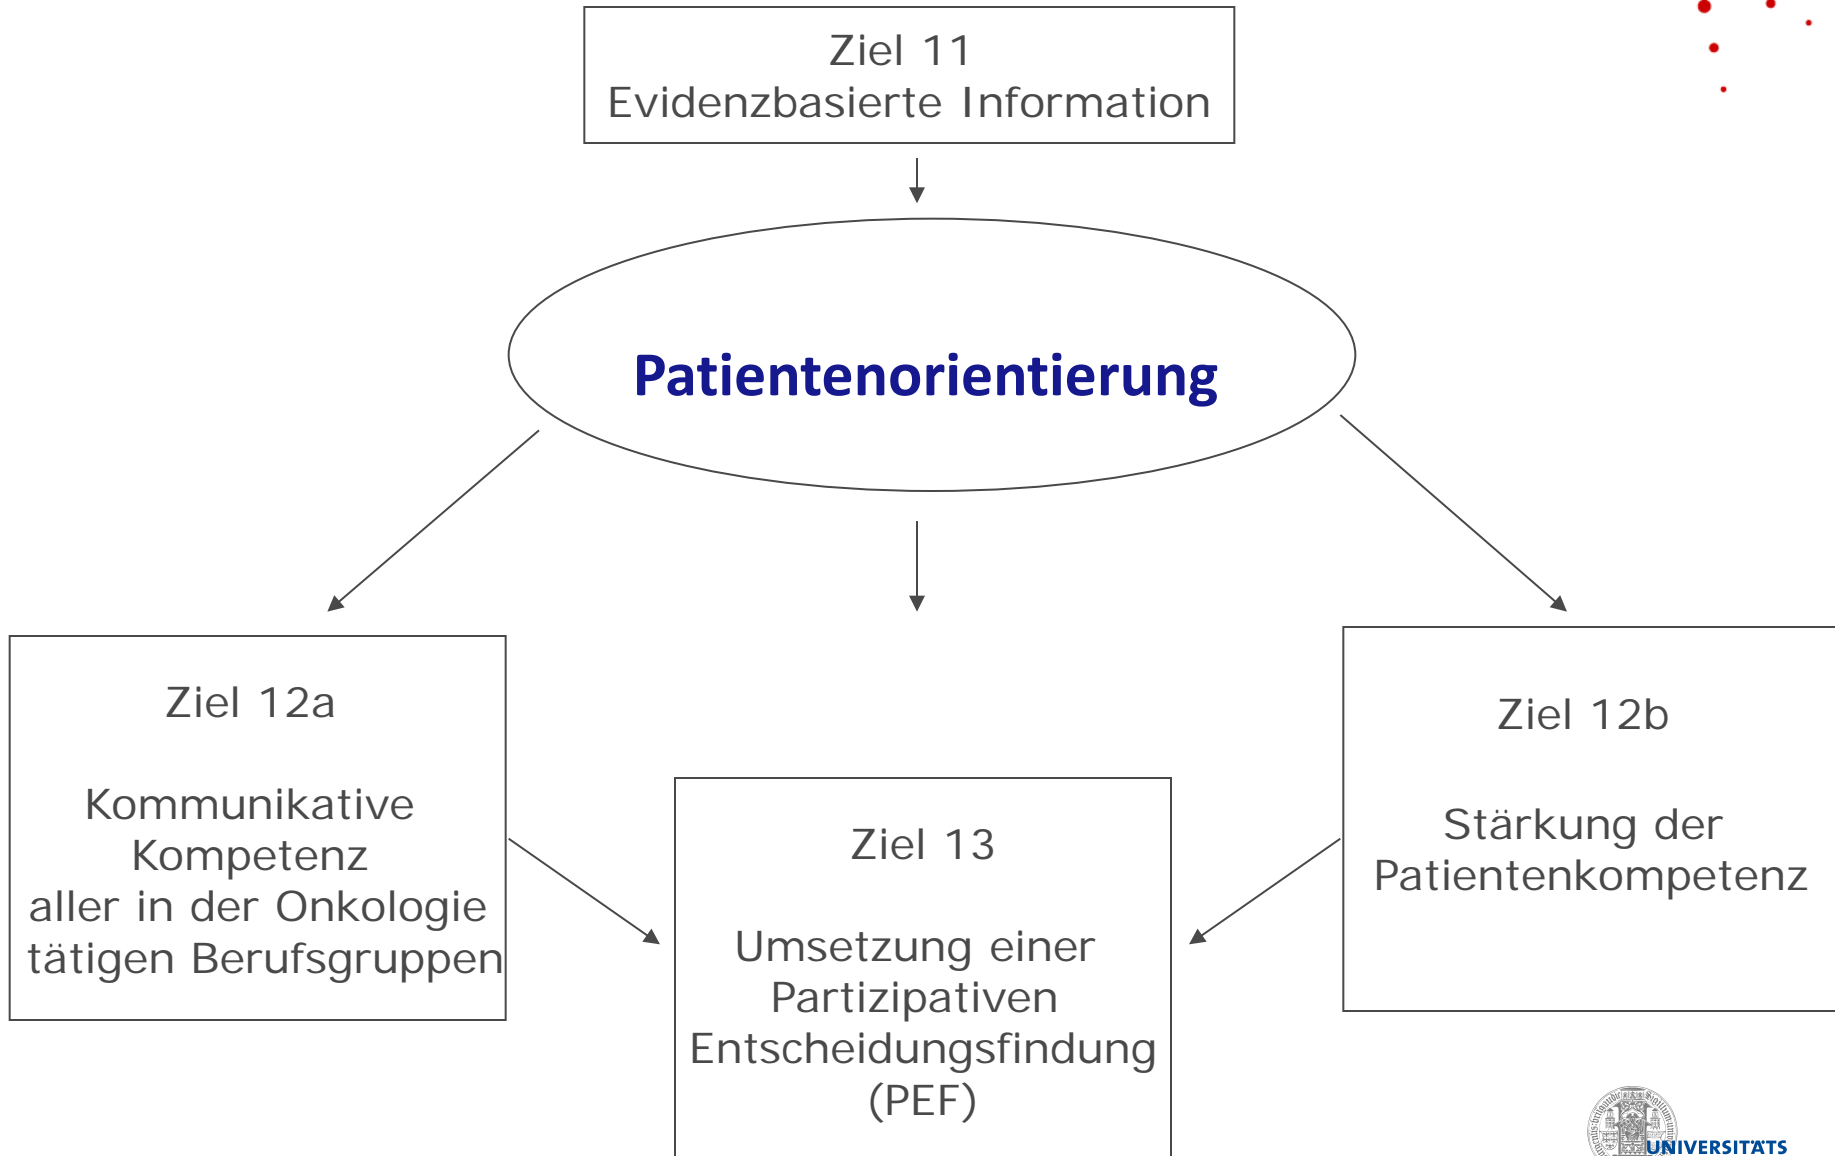 Ziel 11
Evidenzbasierte Information
Patientenorientierung
Ziel 12a
Kommunikative
Kompetenz
aller in der Onkologie
tätigen Berufsgruppen
Ziel 13
Umsetzung einer
Partizipativen
Entscheidungsfindung
(PEF)
Ziel 12b
Stärkung der
Patientenkompetenz
UNIVERSITÄTS